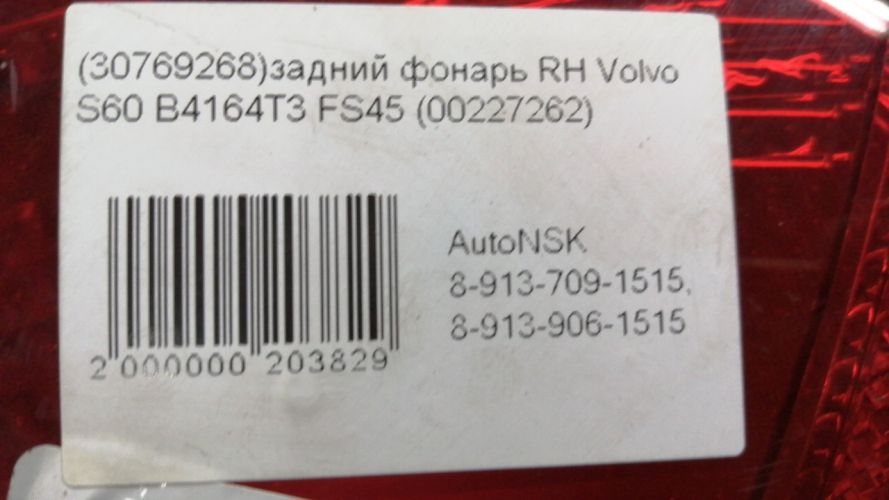 (30769268)задний фонарь RH Volvo
S60 B4164T3 FS45 (00227262)
AutoNSK
8-913-709-1515,
8-913-906-1515
2 000000 203829